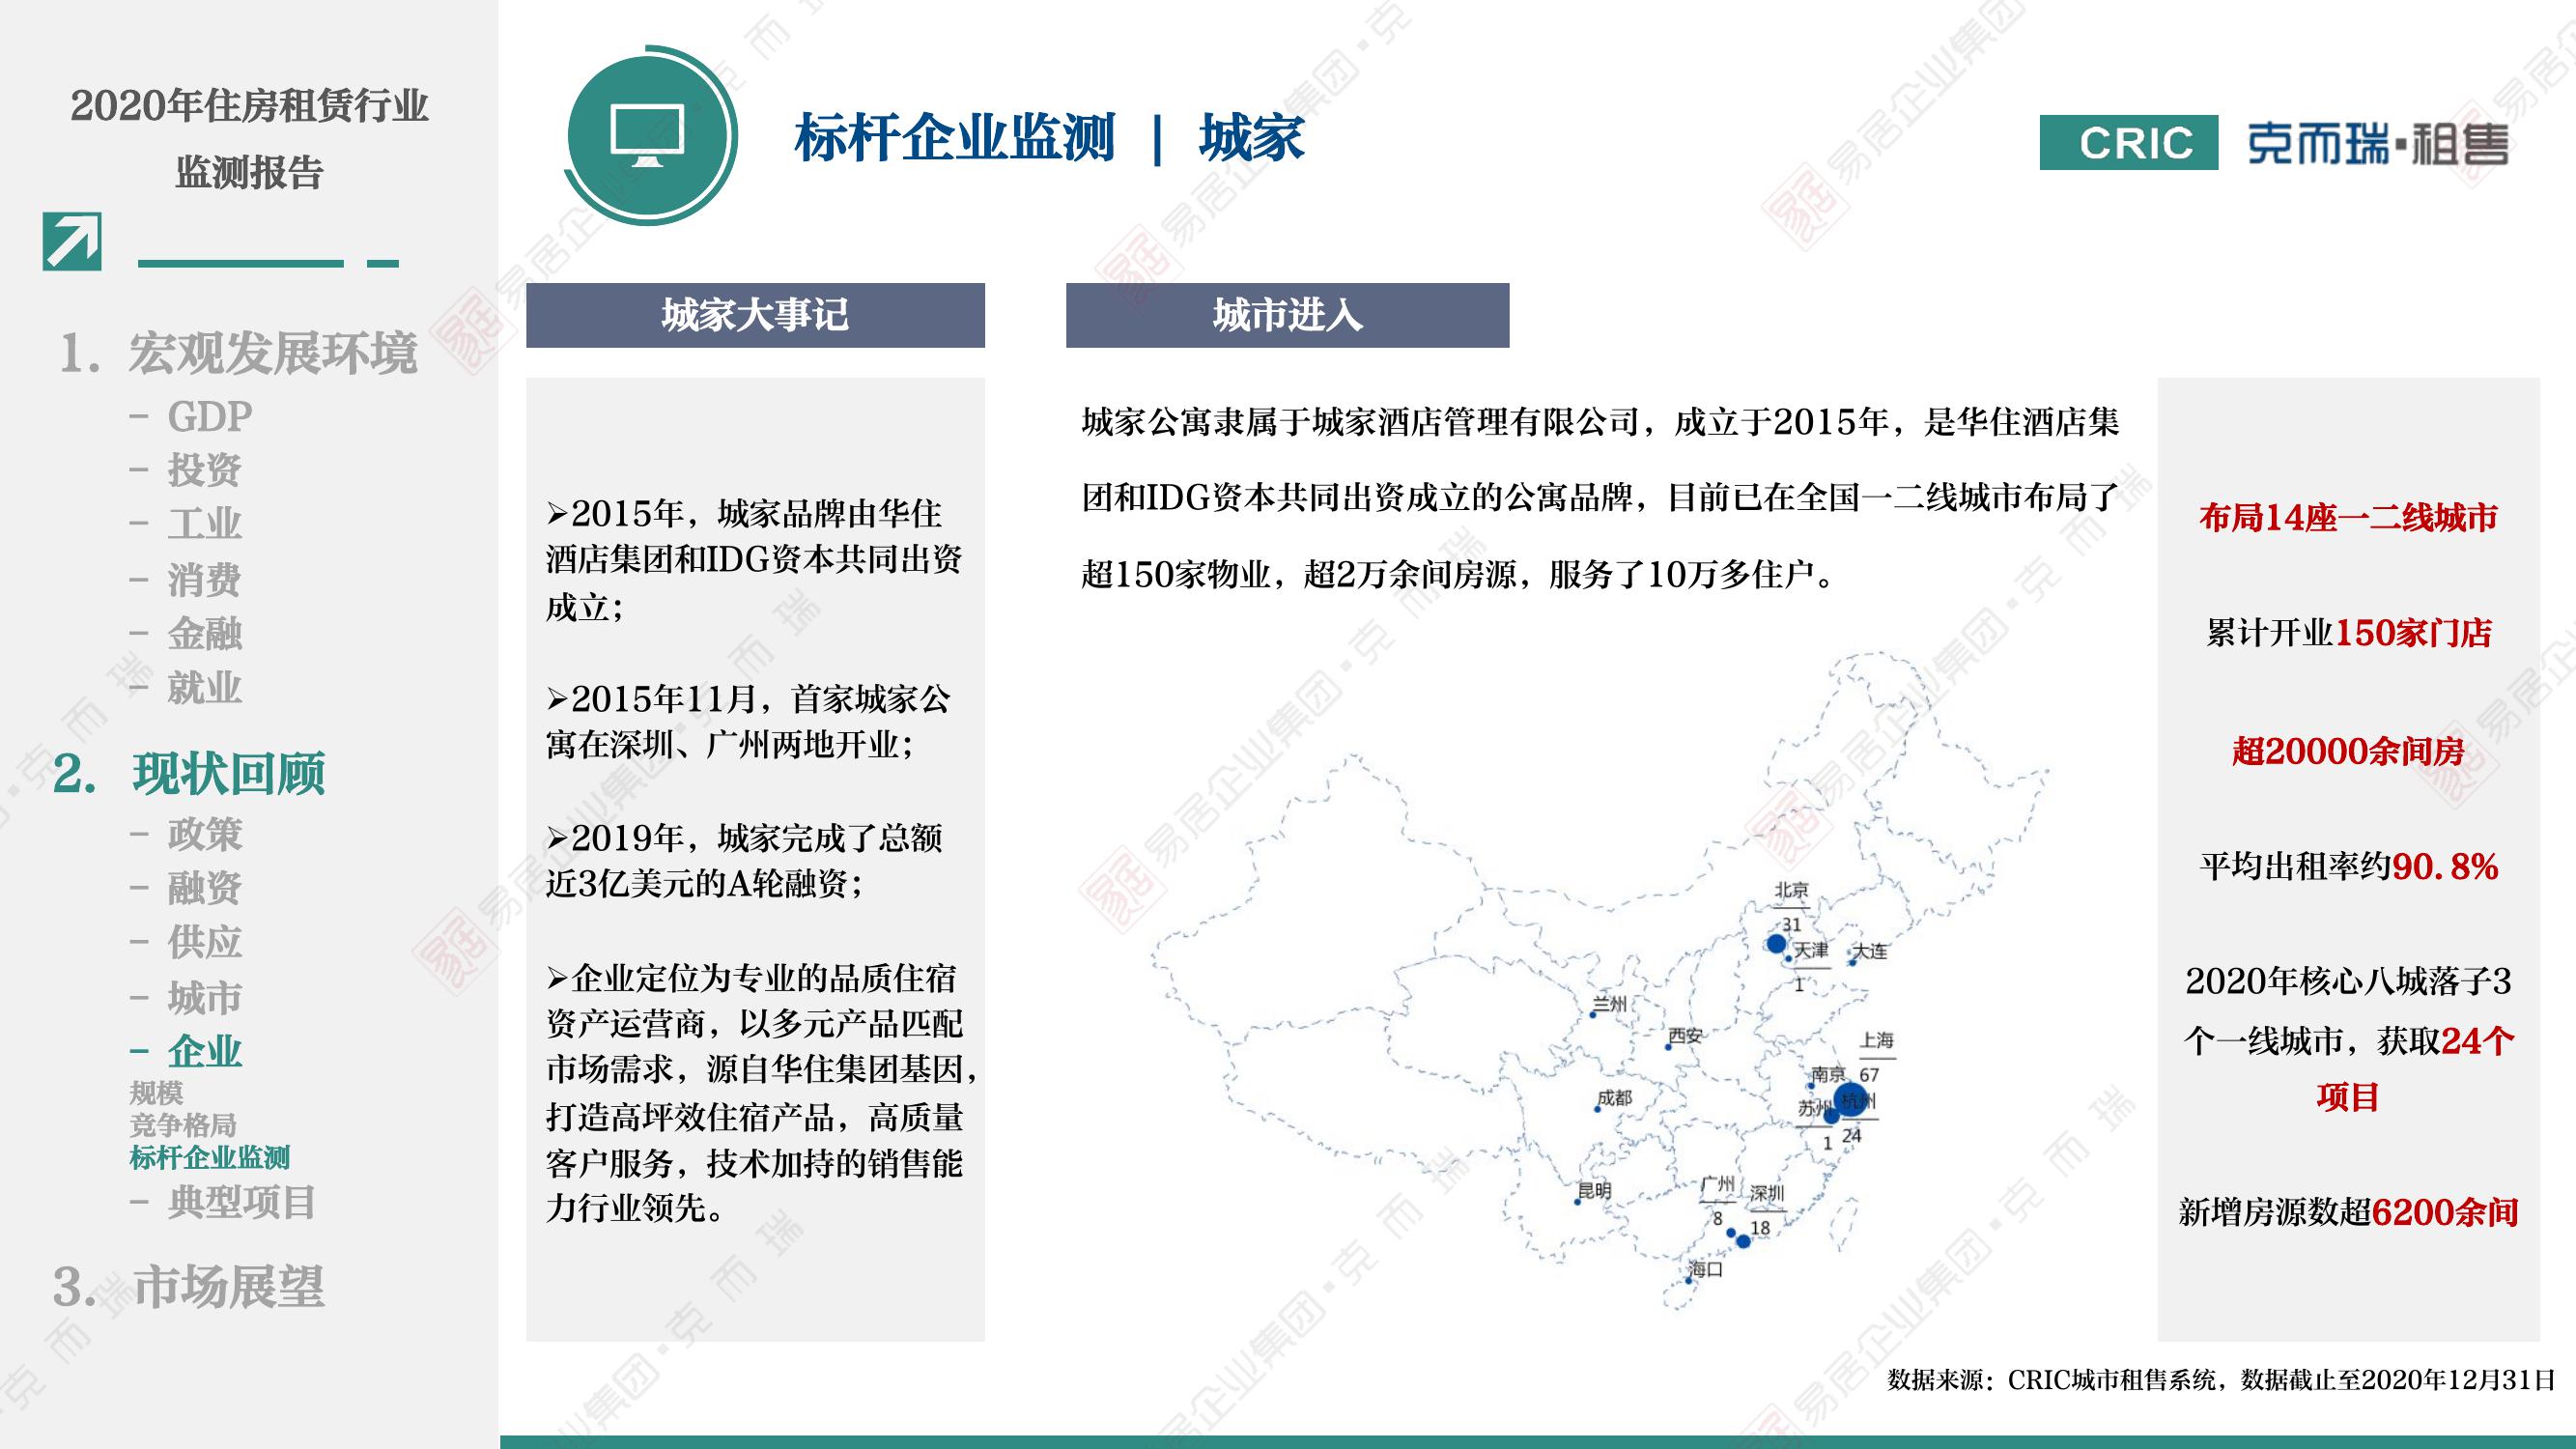 2020年住房租赁行业
监测报告
1. 宏观发展环境
– GDP
– 投资
– 工业
– 消费
– 金融
– 就业
2. 现状回顾
– 政策
– 融资
– 供应
– 城市
– 企业
规模
竞争格局
标杆企业监测
– 典型项目
3. 市场展望
标杆企业监测 | 城家
CRIC 克而瑞·租售
城家大事记
➢2015年，城家品牌由华住
酒店集团和IDG资本共同出资
成立；
➢2015年11月，首家城家公
寓在深圳、广州两地开业；
➢2019年，城家完成了总额
近3亿美元的A轮融资；
➢企业定位为专业的品质住宿
资产运营商，以多元产品匹配
市场需求，源自华住集团基因，
打造高坪效住宿产品，高质量
客户服务，技术加持的销售能
力行业领先。
城市进入
城家公寓隶属于城家酒店管理有限公司，成立于2015年，是华住酒店集
团和IDG资本共同出资成立的公寓品牌，目前已在全国一二线城市布局了
超150家物业，超2万余间房源，服务了10万多住户。
北京
31
天津
1
大连
兰州
西安
上海
67
南京
成都
苏州
1
杭州
24
昆明
广州
8
深圳
18
海口
布局14座一二线城市
累计开业150家门店
超20000余间房
平均出租率约90.8%
2020年核心八城落子3
个一线城市，获取24个
项目
新增房源数超6200余间
数据来源：CRIC城市租售系统，数据截止至2020年12月31日
易居企业集团·克而瑞